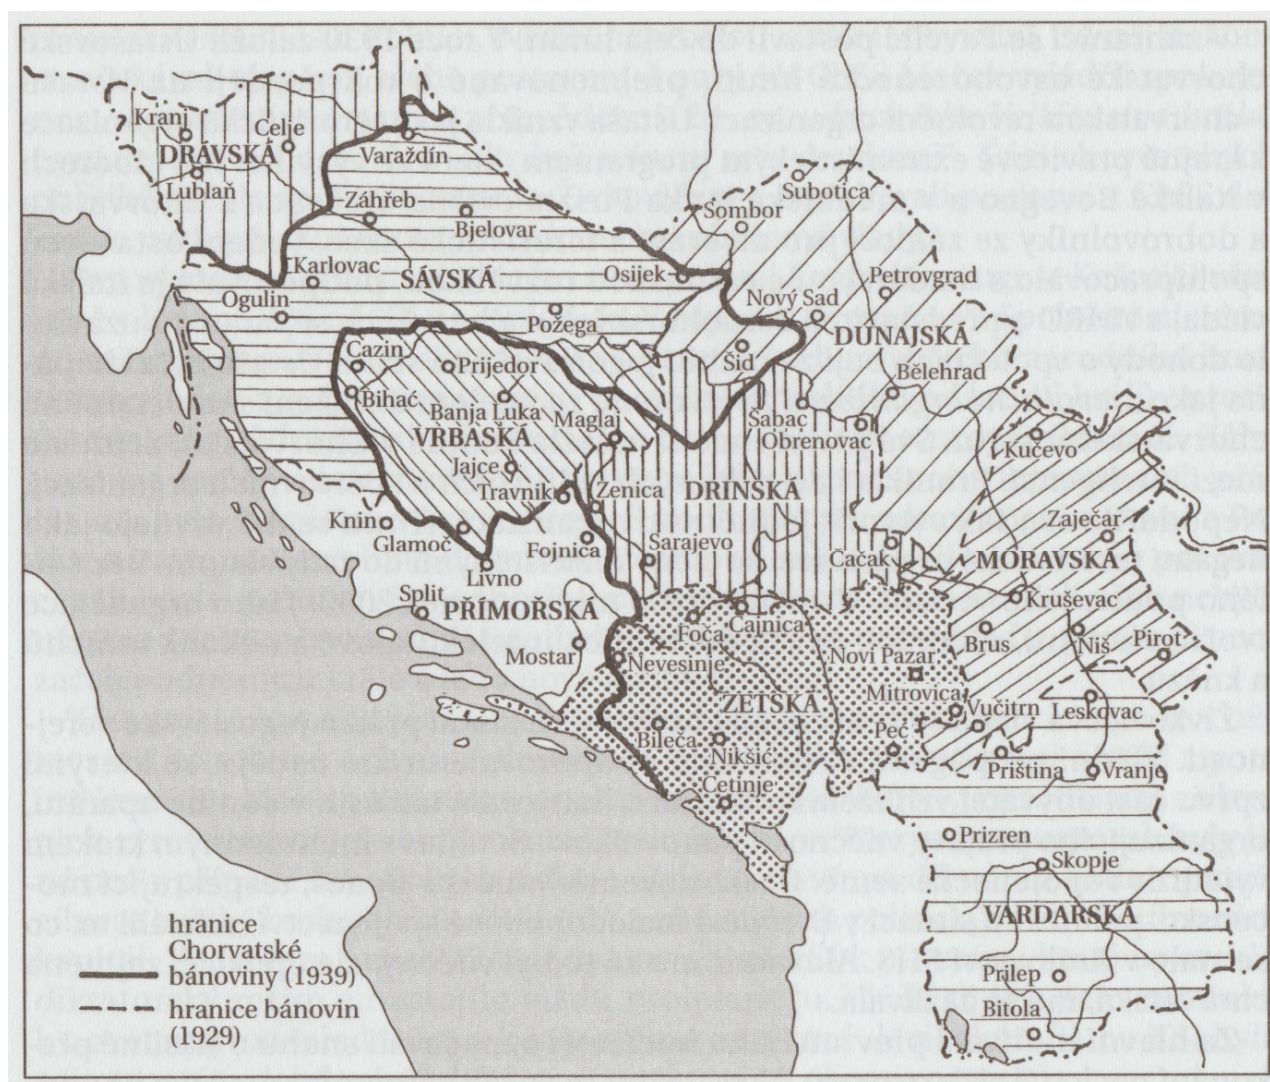 Kranj
Celje
DRÁVSKÁ
Varaždín
Lublaň
Subotica
Záhřeb
Sombor
Bjelovar
Karlovac
Osijek
SÁVSKÁ
Petrovgrad
Ogulin
Nový Sad
Požega
DUNAJSKÁ
Cazin
Šid
Prijedor
Bělehrad
Bihać
Banja Luka
Maglaj
Šabac
VRBASKÁ
Obrenovac
Kučevo
Jajce
Travnik
Zenica
DRINSKÁ
Knin
Záječar
Glamoč
Fojnica
Sarajevo
Čačak
MORAVSKÁ
Livno
Split
Kruševac
PŘÍMOŘSKÁ
Čajnica
Foča
Brus
Niš
Pirot
Mostar
Nevesinje
Novi Pazar
Mitrovica
ZETSKÁ
Vučitrn
Leskovac
Bileča
Peć
Nikšić
Priština
Vranje
Cetinje
Prizren
Skopje
VARDARSKÁ
Prilep
Bitola
hranice
Chorvatské
bánoviny (1939)
hranice bánovin
(1929)